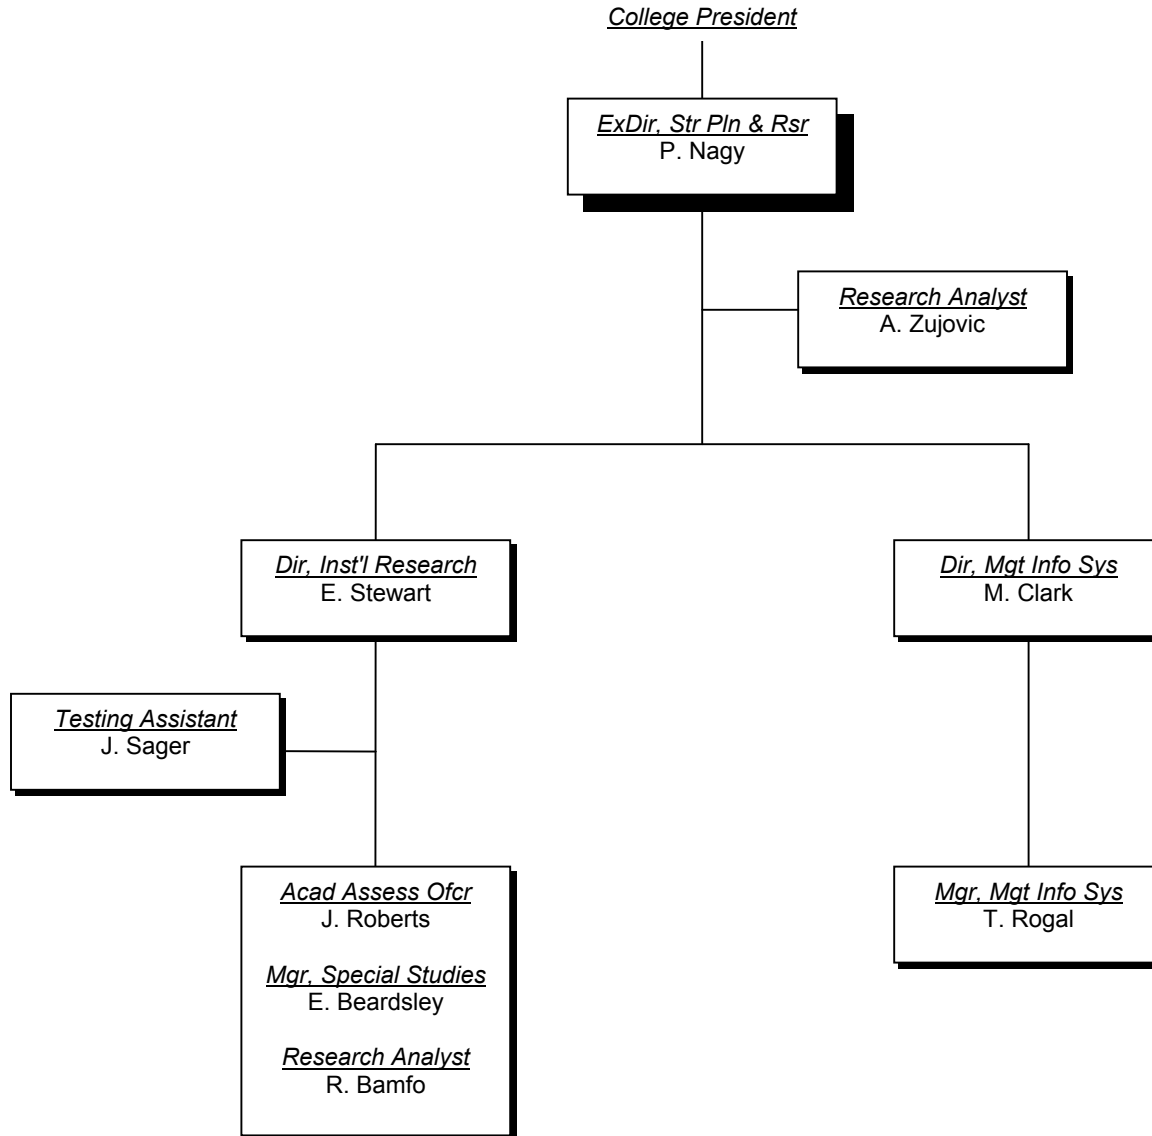 College President
ExDir, Str Pln & Rsr
P. Nagy
Research Analyst
A. Zujovic
Dir, Inst'l Research
E. Stewart
Dir, Mgt Info Sys
M. Clark
Testing Assistant
J. Sager
Acad Assess Ofcr
J. Roberts
Mgr, Special Studies
E. Beardsley
Research Analyst
R. Bamfo
Mgr, Mgt Info Sys
T. Rogal